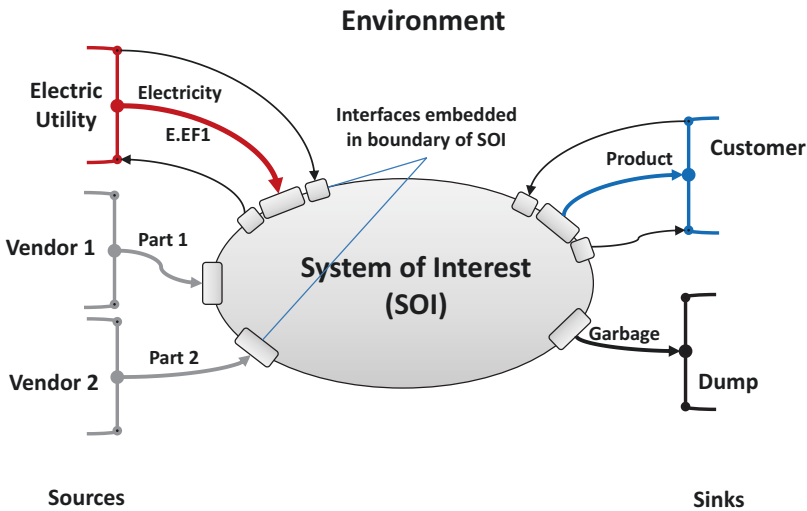 Environment
Electric
Utility
Electricity
E.EF1
Interfaces embedded
in boundary of SOI
Product
Customer
Vendor 1
Part 1
System of Interest
(SOI)
Vendor 2
Part 2
Garbage
Dump
Sources
Sinks